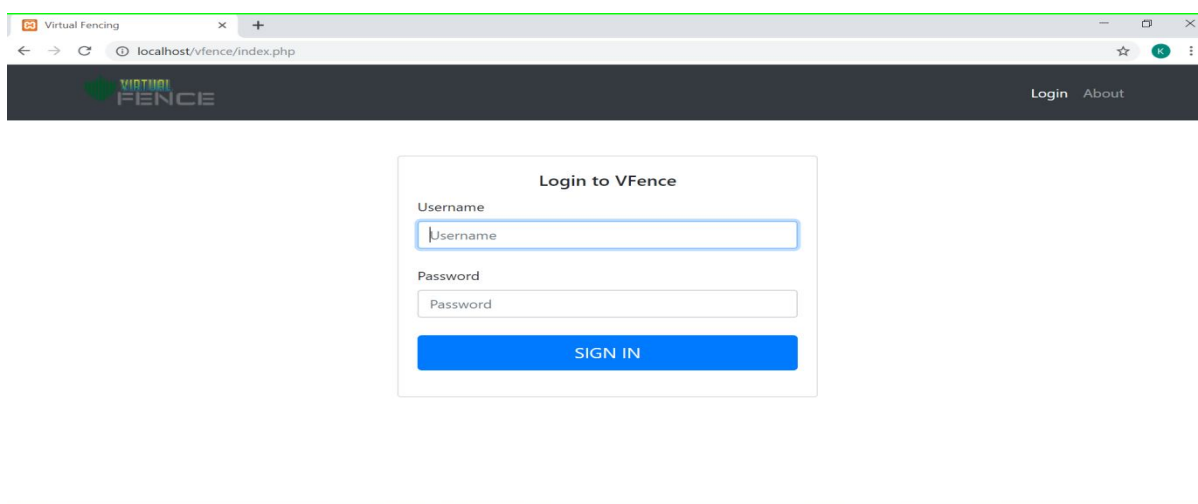 Virtual Fencing
localhost/vfence/index.php
K
VIRTUAL
FENCE
Login About
Login to VFence
Username
Username
Password
Password
SIGN IN